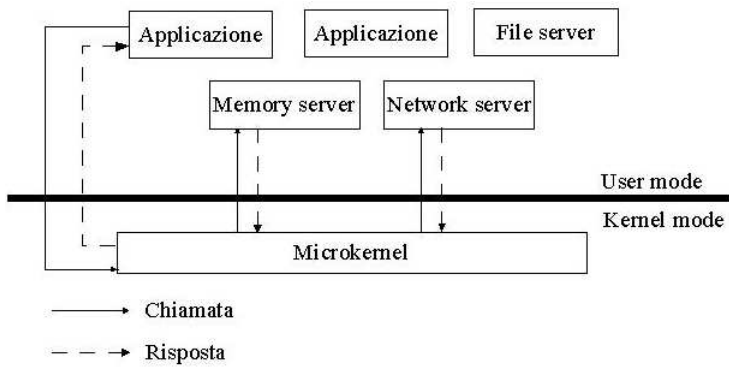 Applicazione
Applicazione
File server
Memory server
Network server
User mode
Kernel mode
Microkernel
Chiamata
Risposta